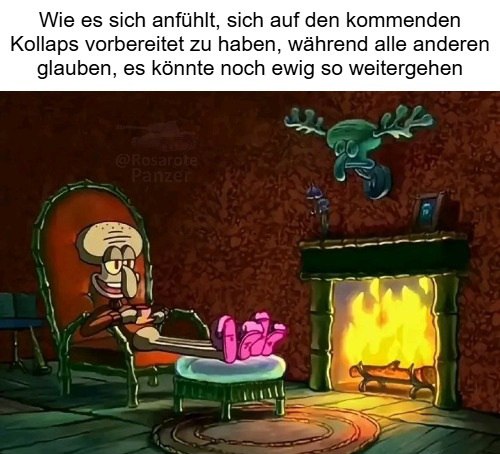 Wie es sich anfühlt, sich auf den kommenden
Kollaps vorbereitet zu haben, während alle anderen
glauben, es könnte noch ewig so weitergehen
@Rosarote
Panzer